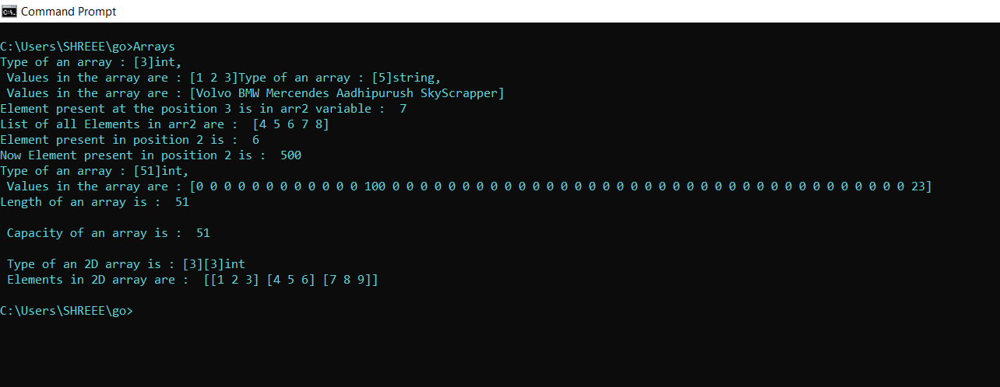 Command Prompt
C:\Users\SHREEE\go>Arrays
Type of an array : [3]int,
 Values in the array are : [1 2 3]Type of an array : [5]string,
 Values in the array are : [Volvo BMW Mercendes Aadhipurush SkyScrapper]
Element present at the position 3 is in arr2 variable :  7
List of all Elements in arr2 are :  [4 5 6 7 8]
Element present in position 2 is :  6
Now Element present in position 2 is :  500
Type of an array : [51]int,
 Values in the array are : [0 0 0 0 0 0 0 0 0 0 0 0 100 0 0 0 0 0 0 0 0 0 0 0 0 0 0 0 0 0 0 0 0 0 0 0 0 0 0 0 0 0 0 0 0 0 0 0 0 0 23]
Length of an array is :  51
 Capacity of an array is :  51
 Type of an 2D array is : [3][3]int
 Elements in 2D array are :  [[1 2 3] [4 5 6] [7 8 9]]
C:\Users\SHREEE\go>